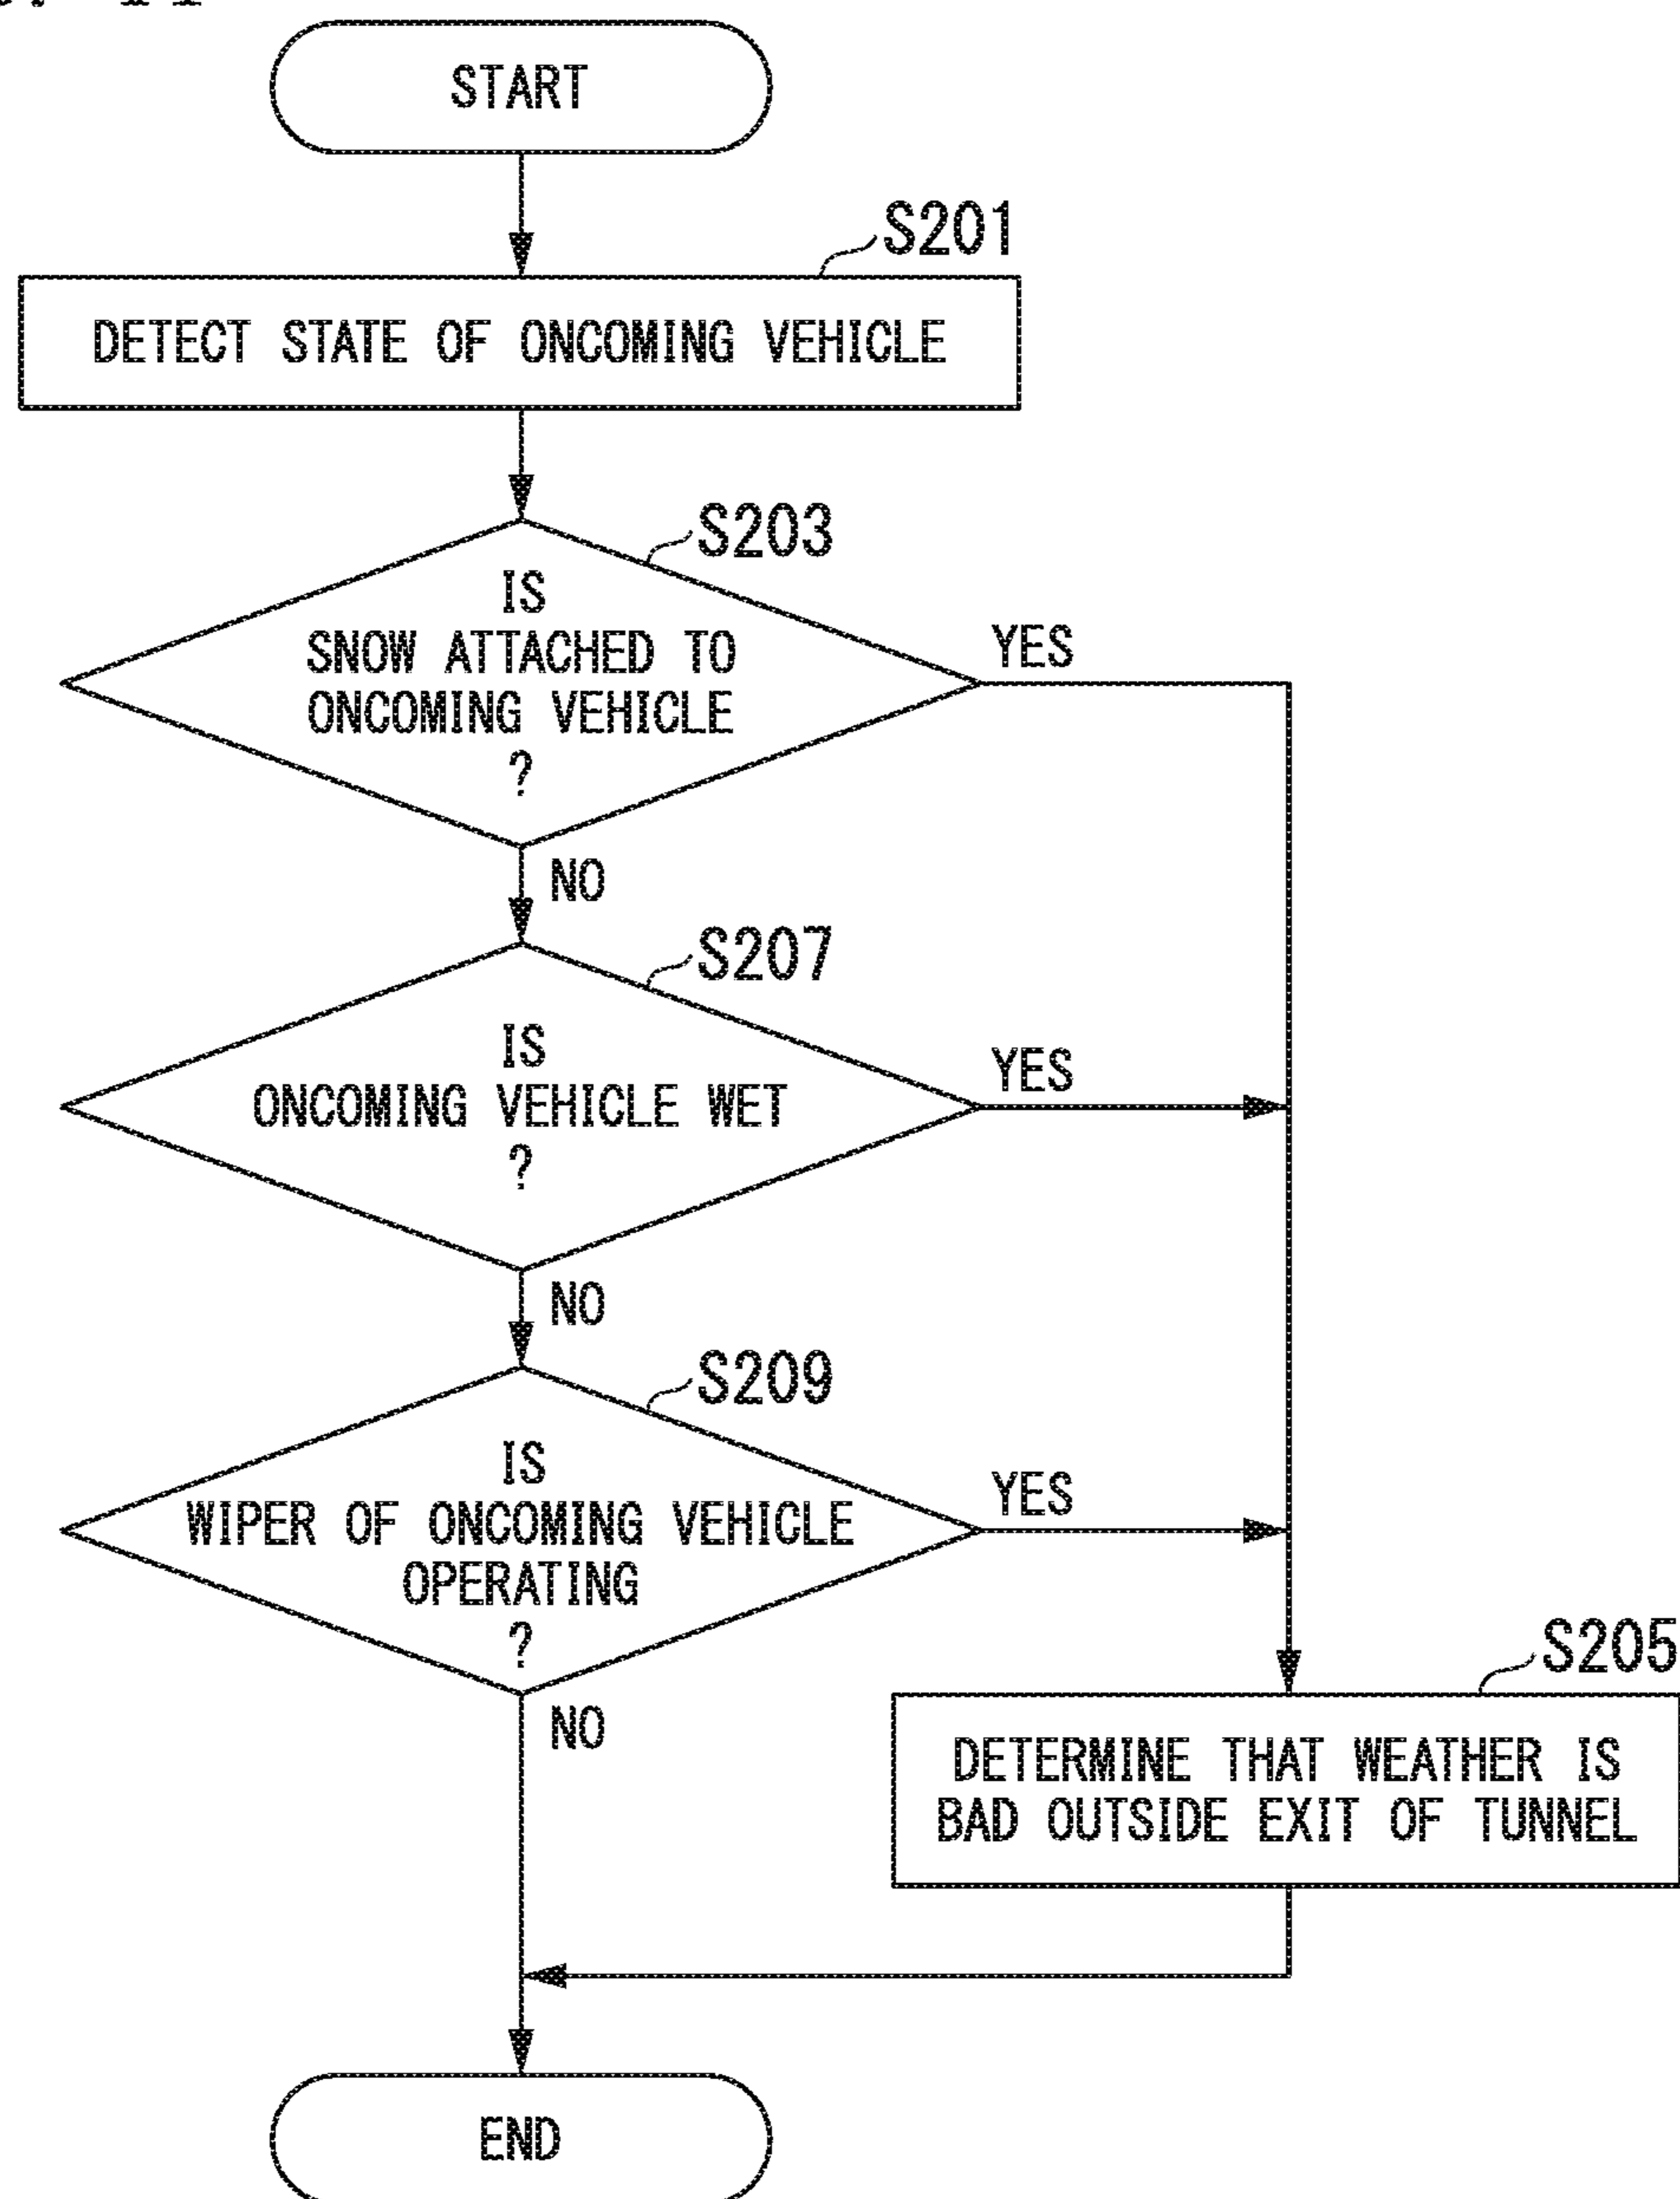 START
S201
DETECT STATE OF ONCOMING VEHICLE
S203
IS
SNOW ATTACHED TO
ONCOMING VEHICLE
?
YES
NO
S207
IS
ONCOMING VEHICLE WET
?
YES
NO
S209
IS
WIPER OF ONCOMING VEHICLE
OPERATING
?
YES
NO
S205
DETERMINE THAT WEATHER IS
BAD OUTSIDE EXIT OF TUNNEL
END